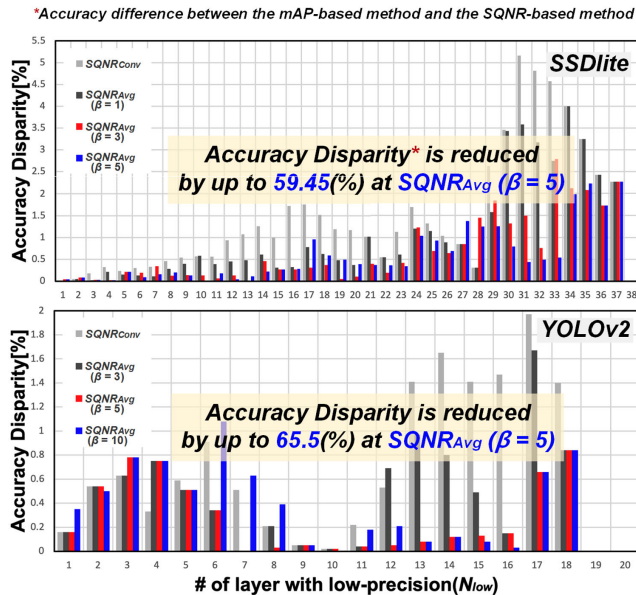 *Accuracy difference between the mAP-based method and the SQNR-based method
SSDlite
Accuracy Disparity[%]
5.5
5
4.5
4
3.5
3
2.5
2
1.5
1
0.5
0
SQNRConv
SQNRAvg
(β = 1)
SQNRAvg
(β = 3)
SQNRAvg
(β = 5)
Accuracy Disparity* is reduced
by up to 59.45(%) at SQNRAvg (β = 5)
1 2 3 4 5 6 7 8 9 10 11 12 13 14 15 16 17 18 19 20 21 22 23 24 25 26 27 28 29 30 31 32 33 34 35 36 37 38
YOLOv2
Accuracy Disparity[%]
2
1.8
1.6
1.4
1.2
1
0.8
0.6
0.4
0.2
0
SQNRConv
SQNRAvg
(β = 3)
SQNRAvg
(β = 5)
SQNRAvg
(β = 10)
Accuracy Disparity is reduced
by up to 65.5(%) at SQNRAvg (β = 5)
1 2 3 4 5 6 7 8 9 10 11 12 13 14 15 16 17 18 19 20
# of layer with low-precision(Nlow)